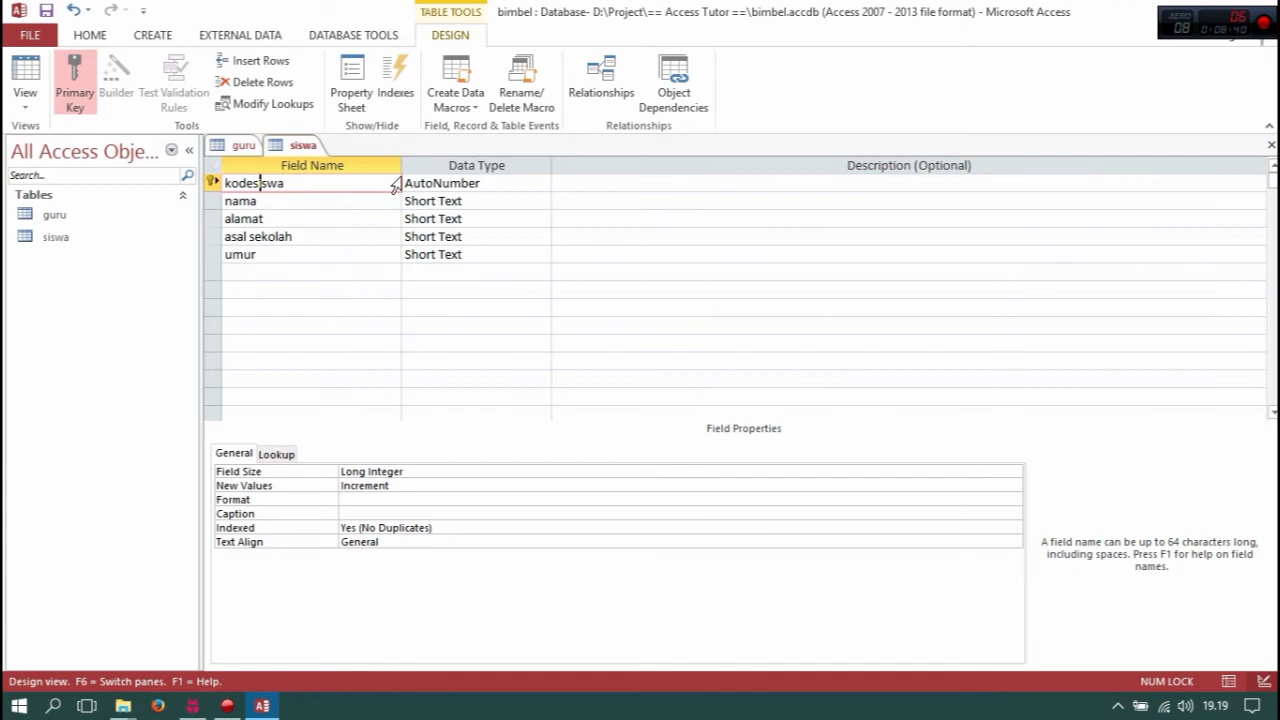 TABLE TOOLS
bimbel : Database- D:\Project\== Access Tutor ==\bimbel.accdb (Access 2007 - 2013 file format) - Microsoft Access
FILE HOME CREATE EXTERNAL DATA DATABASE TOOLS DESIGN
08 06 0:08:40
View
Primary Key
Builder
Test Validation Rules
Insert Rows
Delete Rows
Modify Lookups
Property Sheet
Indexes
Create Data Macros
Rename/ Delete Macro
Relationships
Object Dependencies
Views Tools Show/Hide Field, Record & Table Events Relationships
All Access Obje...
Search...
Tables
guru
siswa
guru siswa
Field Name Data Type Description (Optional)
kodesiswa AutoNumber
nama Short Text
alamat Short Text
asal sekolah Short Text
umur Short Text
Field Properties
General Lookup
Field Size Long Integer
New Values Increment
Format
Caption
Indexed Yes (No Duplicates)
Text Align General
A field name can be up to 64 characters long,
including spaces. Press F1 for help on field
names.
Design view. F6 = Switch panes. F1 = Help. NUM LOCK
19.19